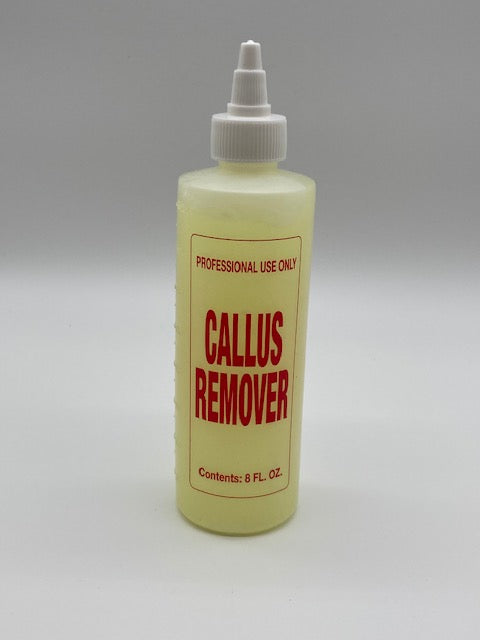 PROFESSIONAL USE ONLY
CALLUS
REMOVER
Contents: 8 FL. OZ.